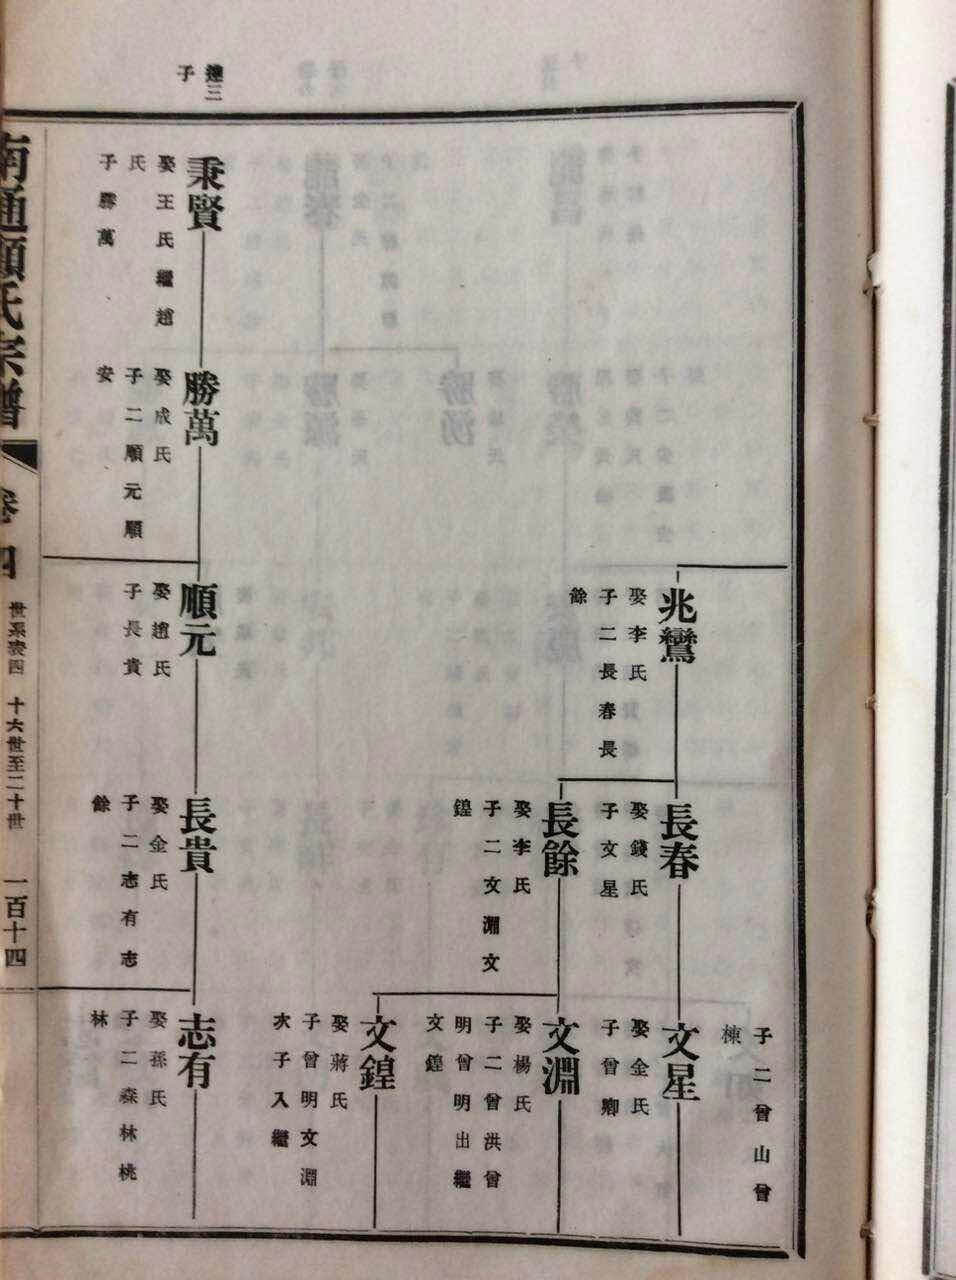 達三
子
秉賢
娶王氏繼趙
氏
子勝萬
勝萬
娶成氏
子二順元順
安
兆鸞
娶李氏
子二長春長
餘
順元
娶趙氏
子長貴
長春
娶錢氏
子文星
長餘
娶李氏
子二文淵文
鍠
長貴
娶金氏
子二志有志
餘
子二曾山曾
棟
文星
娶金氏
子曾卿
文淵
娶楊氏
子二曾洪曾
明曾明出繼
文鍠
文鍠
娶蔣氏
子曾明文淵
次子入繼
志有
娶孫氏
子二森林桃
林
南通顧氏宗譜
卷四
世系表四 十六世至二十世
一百十四